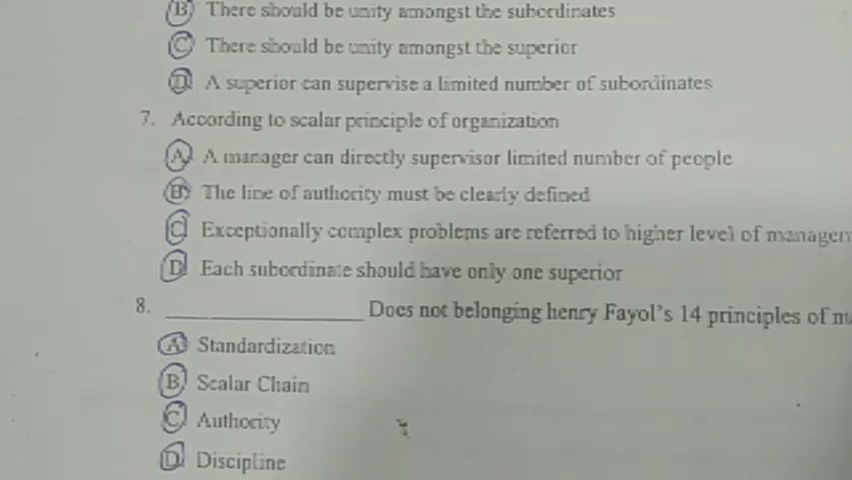 B There should be unity amongst the subordinates
C There should be unity amongst the superior
D A superior can supervise a limited number of subordinates
7. According to scalar principle of organization
A A manager can directly supervisor limited number of people
B The line of authority must be clearly defined
C Exceptionally complex problems are referred to higher level of
D Each subordinate should have only one superior
8. ______________ Does not belonging henry Fayol's 14 principles of
A Standardization
B Scalar Chain
C Authority
D Discipline